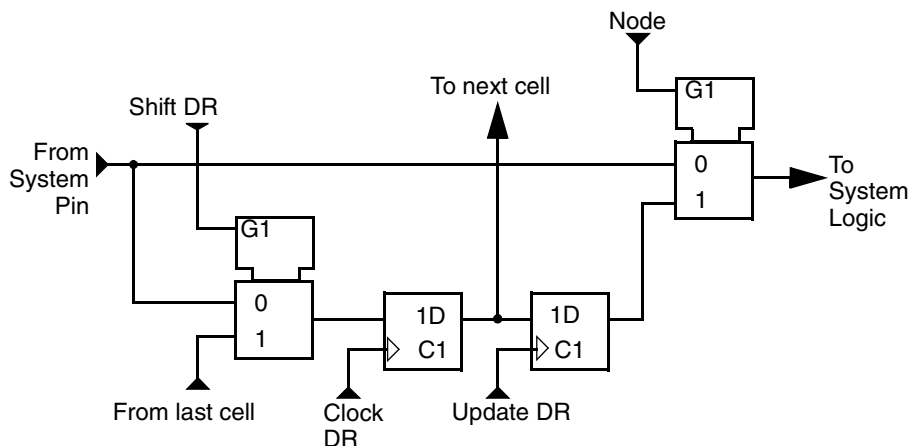 Node
To next cell
G1
Shift DR
From
System
Pin
0
1
To
System
Logic
G1
0
1
1D
C1
1D
C1
From last cell
Clock
DR
Update DR